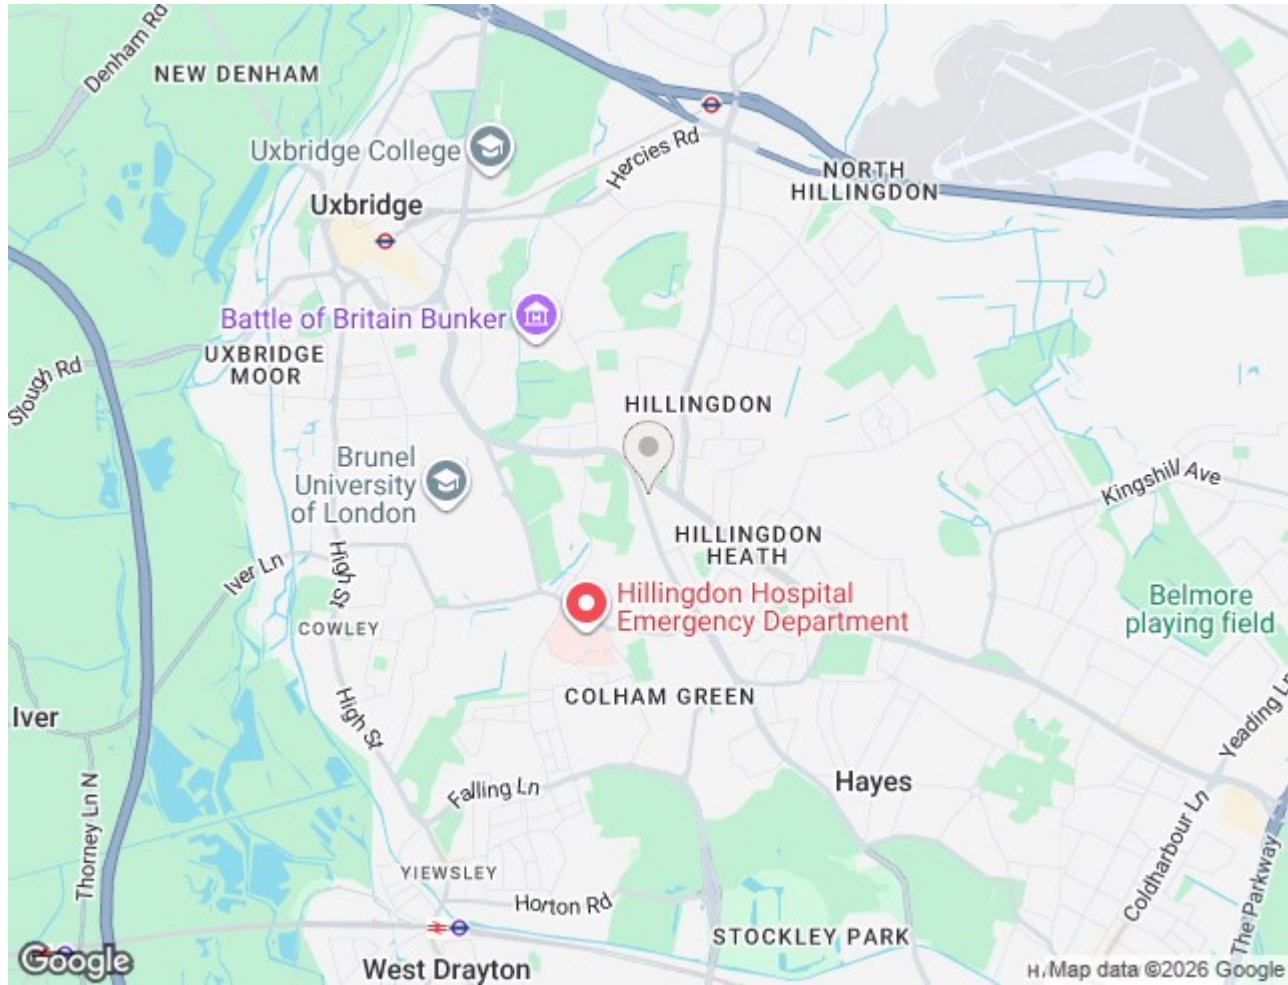 Denham Rd
NEW DENHAM
Uxbridge College
Hercies Rd
NORTH
HILLINGDON
Uxbridge
Battle of Britain Bunker
UXBRIDGE
MOOR
Slough Rd
HILLINGDON
Brunel
University
of London
Kingshill Ave
HILLINGDON
HEATH
High St
Iver Ln
Hillingdon Hospital
Emergency Department
Belmore
playing field
COWLEY
COLHAM GREEN
High St
Iver
Yeading Ln
Falling Ln
Hayes
Thorney Ln N
Coldharbour Ln
YIEWSLEY
Horton Rd
The Parkway
STOCKLEY PARK
Google
West Drayton
Map data ©2026 Google